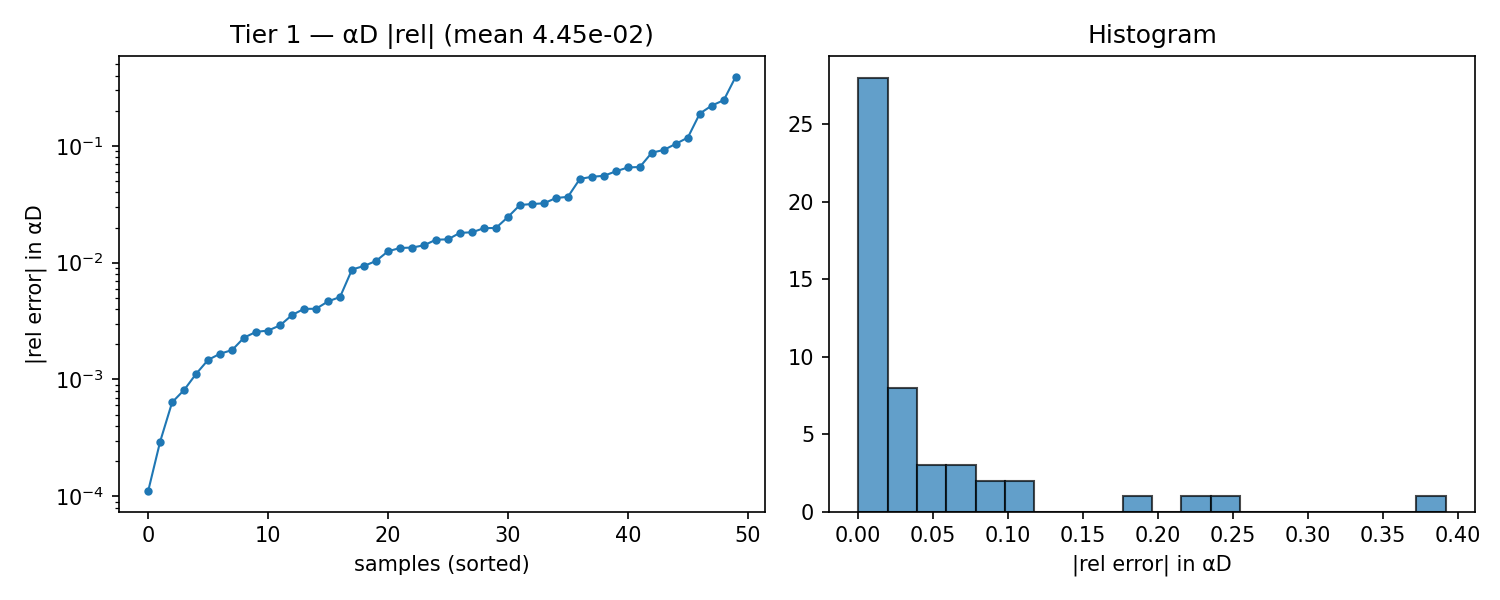 Tier 1 — αD |rel| (mean 4.45e-02)
|rel error| in αD
10⁻¹
10⁻²
10⁻³
10⁻⁴
0 10 20 30 40 50
samples (sorted)
Histogram
25
20
15
10
5
0
0.00 0.05 0.10 0.15 0.20 0.25 0.30 0.35 0.40
|rel error| in αD